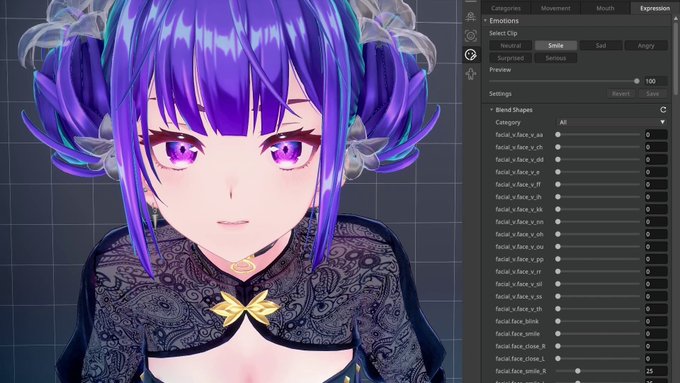 Categories Movement Mouth Expression
Emotions
Select Clip
Neutral Smile Sad Angry
Surprised Serious
Preview
100
Settings Revert Save
Blend Shapes
Category All
facial_v.face_v_aa 0
facial_v.face_v_ch 0
facial_v.face_v_dd 0
facial_v.face_v_e 0
facial_v.face_v_ff 0
facial_v.face_v_ih 0
facial_v.face_v_kk 0
facial_v.face_v_nn 0
facial_v.face_v_oh 0
facial_v.face_v_ou 0
facial_v.face_v_pp 0
facial_v.face_v_rr 0
facial_v.face_v_sil 0
facial_v.face_v_ss 0
facial_v.face_v_th 0
facial.face_blink 0
facial.face_smile 0
facial.face_close_R 0
facial.face_close_L 0
facial.face_smile_R 25